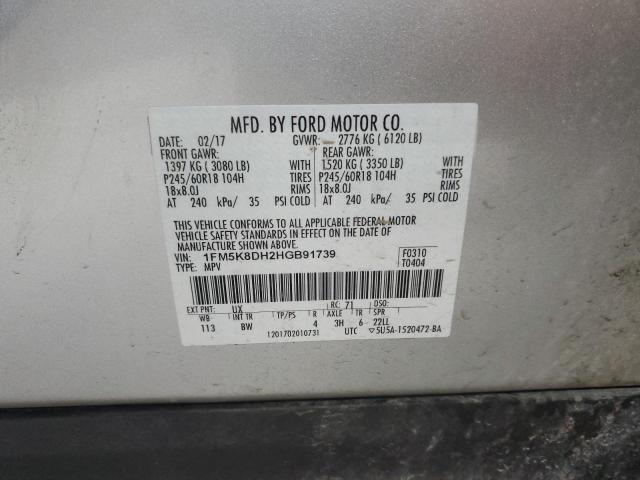 MFD. BY FORD MOTOR CO.
DATE: 02/17 GVWR: 2776 KG ( 6120 LB)
FRONT GAWR: REAR GAWR:
1397 KG ( 3080 LB) WITH 1520 KG ( 3350 LB) WITH
P245/60R18 104H TIRES P245/60R18 104H TIRES
18x8.0J RIMS 18x8.0J RIMS
AT 240 kPa/ 35 PSI COLD AT 240 kPa/ 35 PSI COLD
THIS VEHICLE CONFORMS TO ALL APPLICABLE FEDERAL MOTOR
VEHICLE SAFETY STANDARDS IN EFFECT ON THE DATE OF
MANUFACTURE SHOWN ABOVE.
VIN: 1FM5K8DH2HGB91739 F0310
TYPE: MPV T0404
EXT PNT: UX RC: 71 DSO:
WB INT TR TP/PS R AXLE TR SPR
113 BW 4 3H 6 22LL
1201702010731 UTC ▽5U5A-1520472-BA